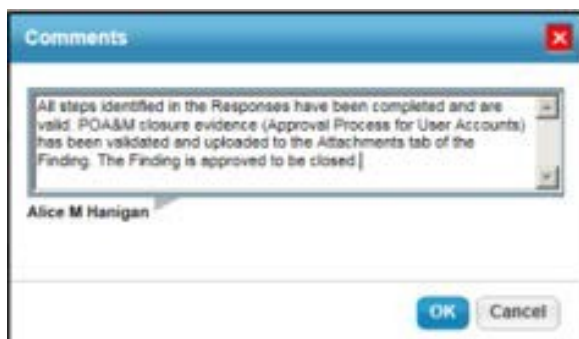 Comments
All steps identified in the Responses have been completed and are
valid. POA&M closure evidence (Approval Process for User Accounts)
has been validated and uploaded to the Attachments tab of the
Finding. The Finding is approved to be closed.
Alice M Hanigan
OK Cancel